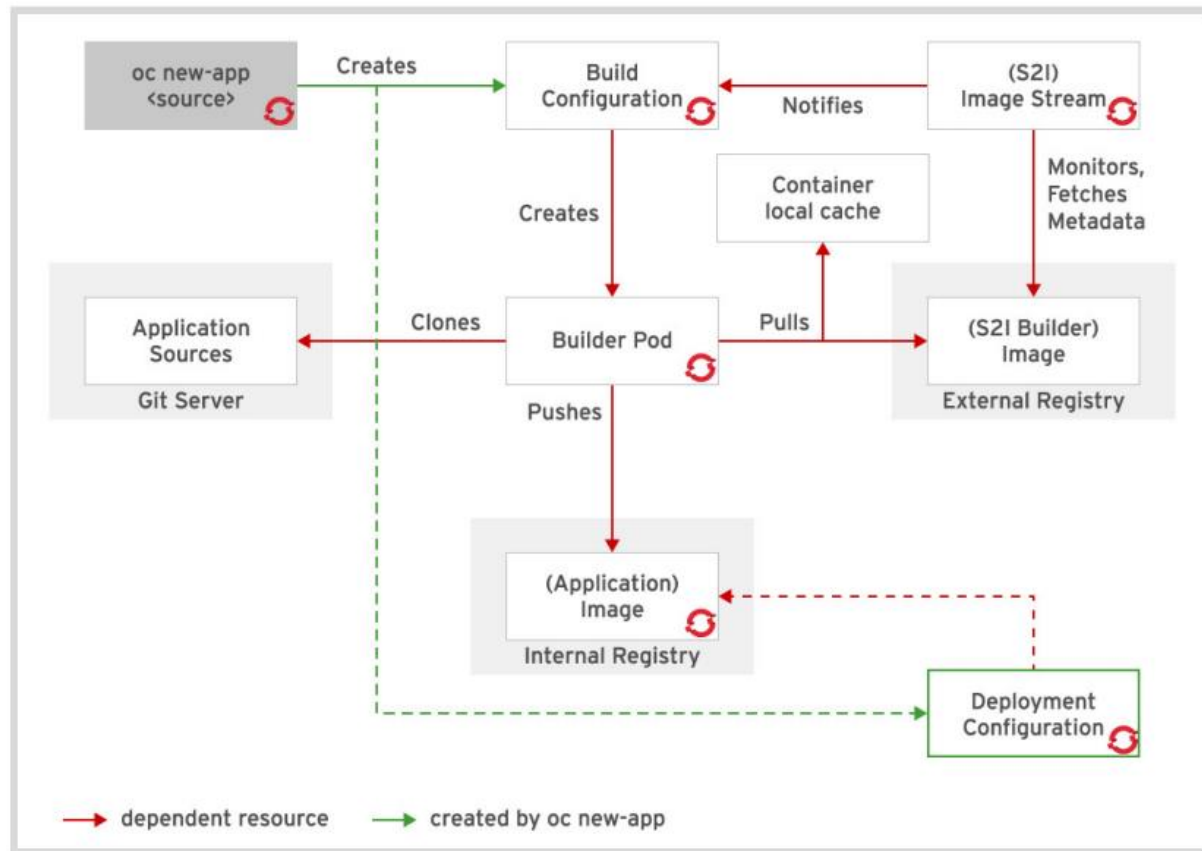 oc new-app
<source>
Creates
Build
Configuration
Notifies
(S2I)
Image Stream
Container
local cache
Monitors,
Fetches
Metadata
Creates
Application
Sources
Git Server
Clones
Builder Pod
Pulls
(S2I Builder)
Image
External Registry
Pushes
(Application)
Image
Internal Registry
Deployment
Configuration
dependent resource
created by oc new-app